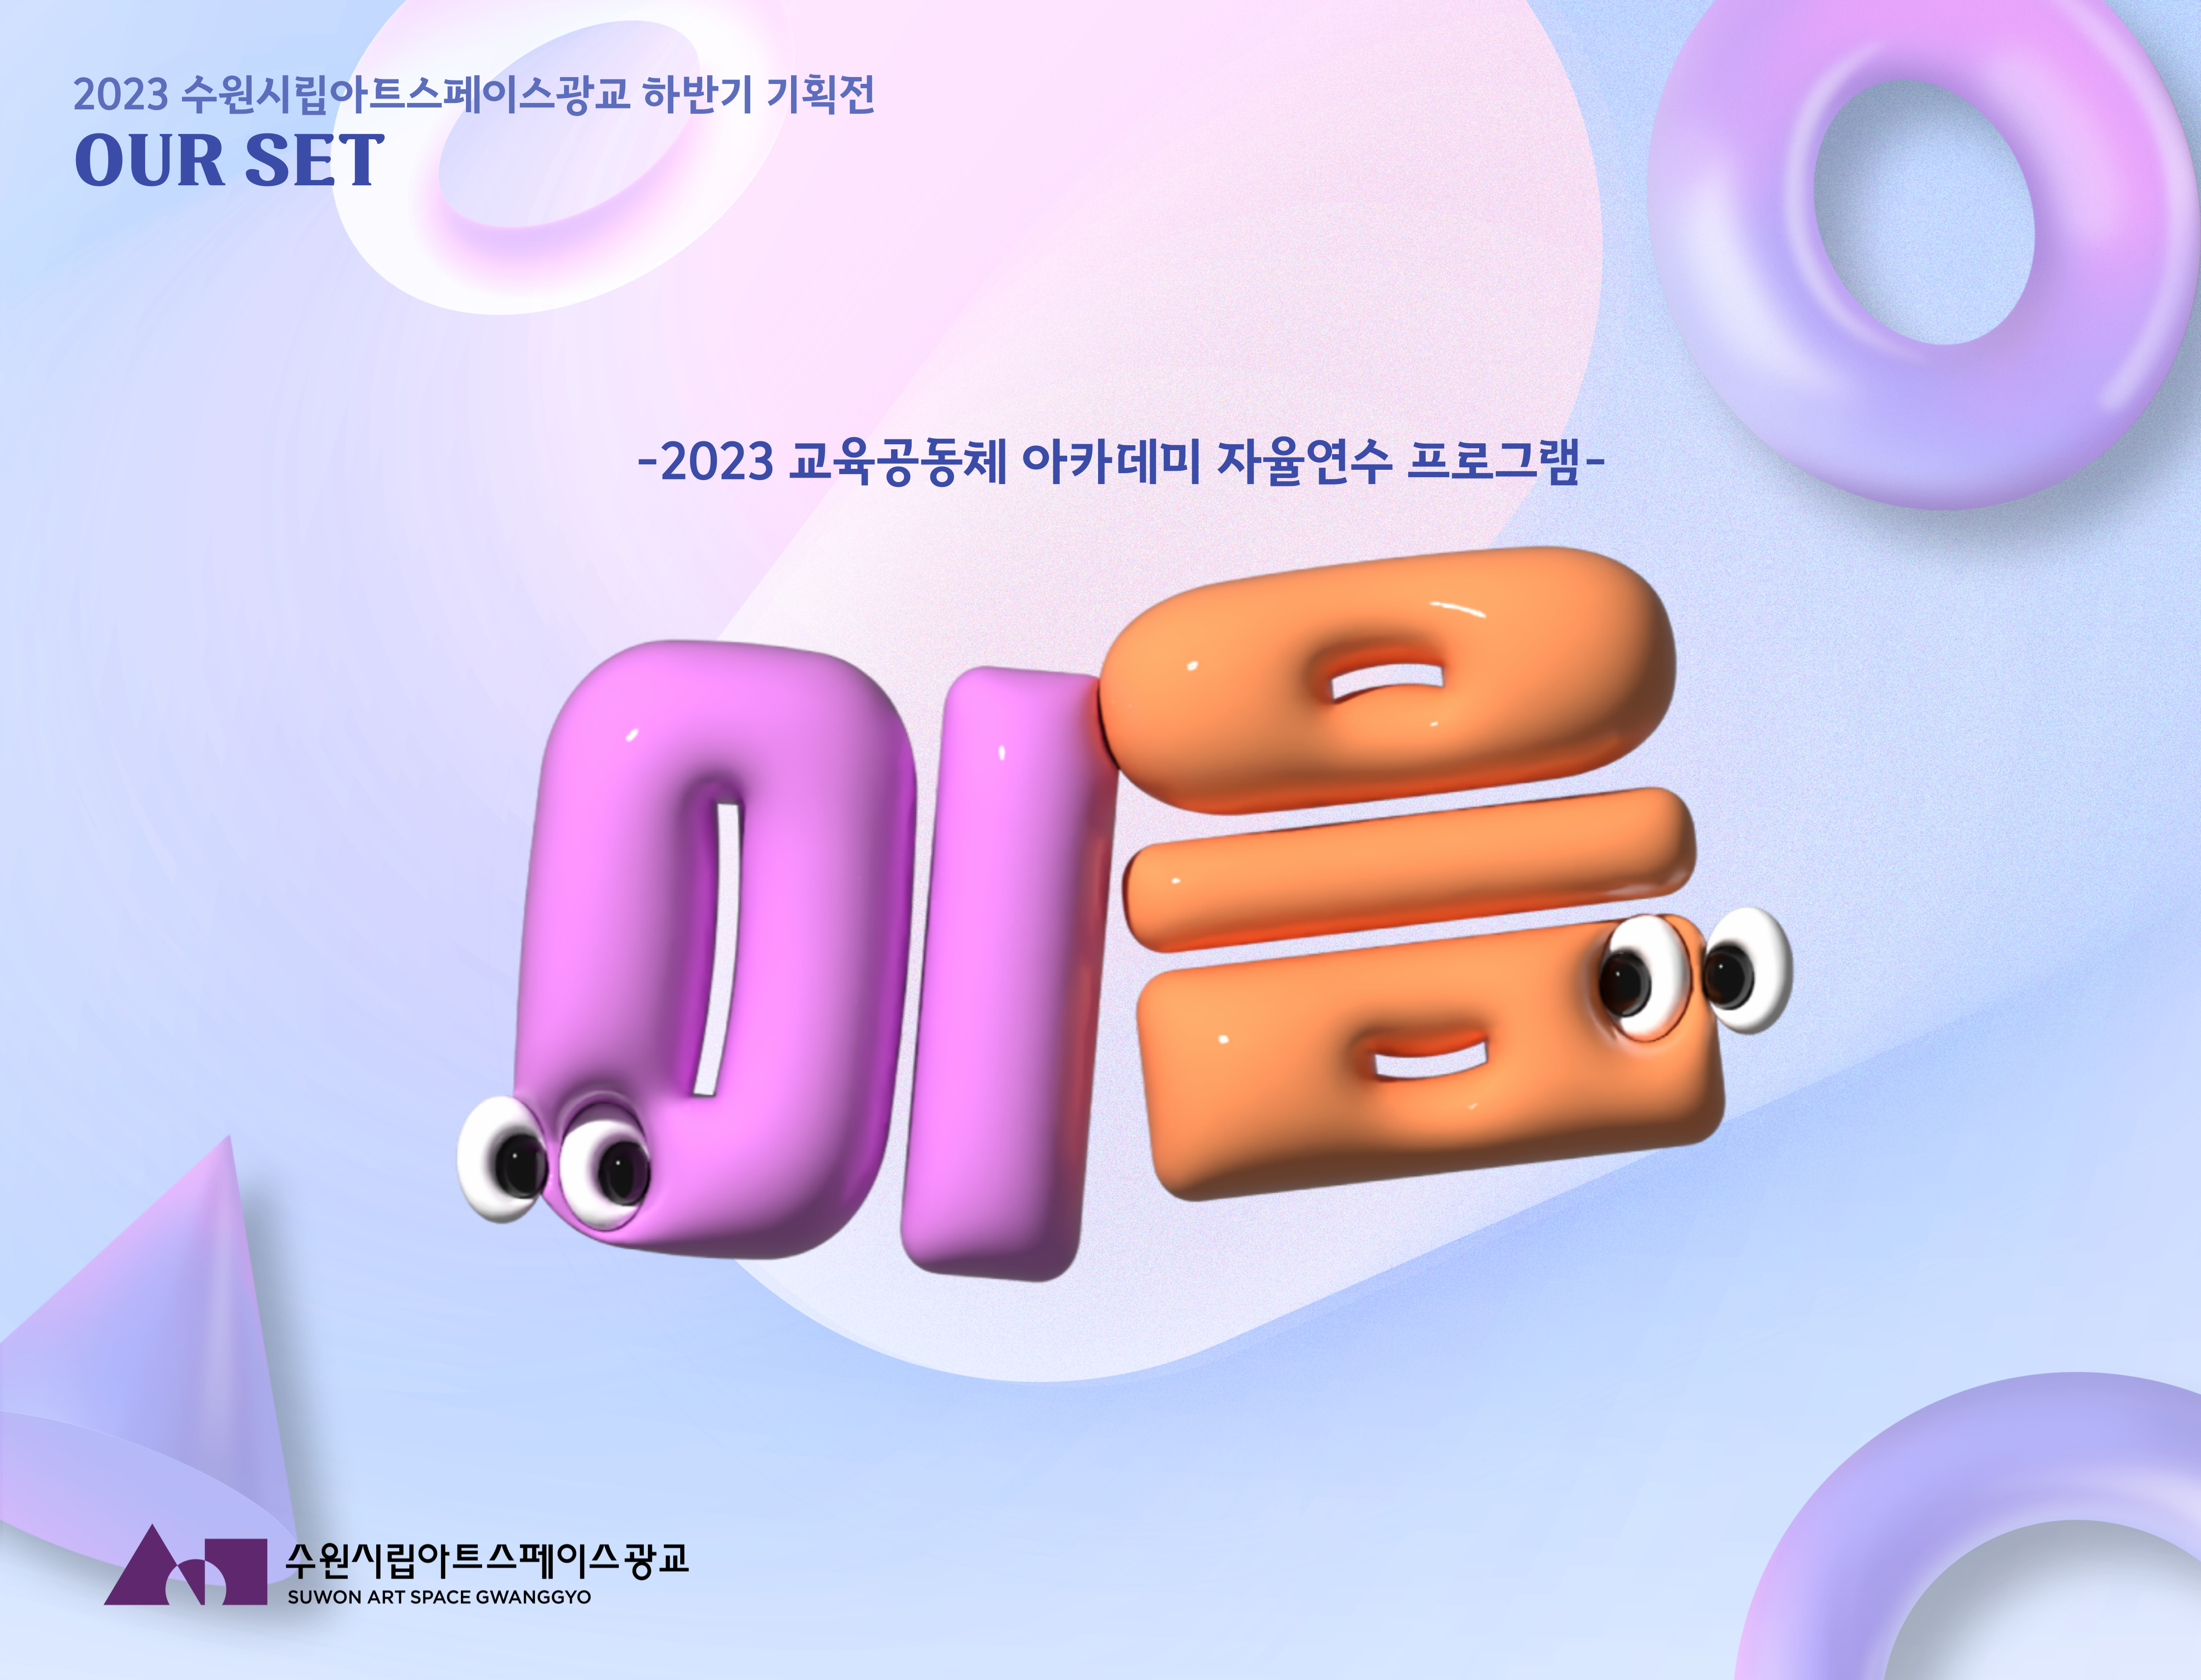 2023 수원시립아트스페이스광교 하반기 기획전
OUR SET
-2023 교육공동체 아카데미 자율연수 프로그램-
이음
수원시립아트스페이스광교
SUWON ART SPACE GWANGGYO